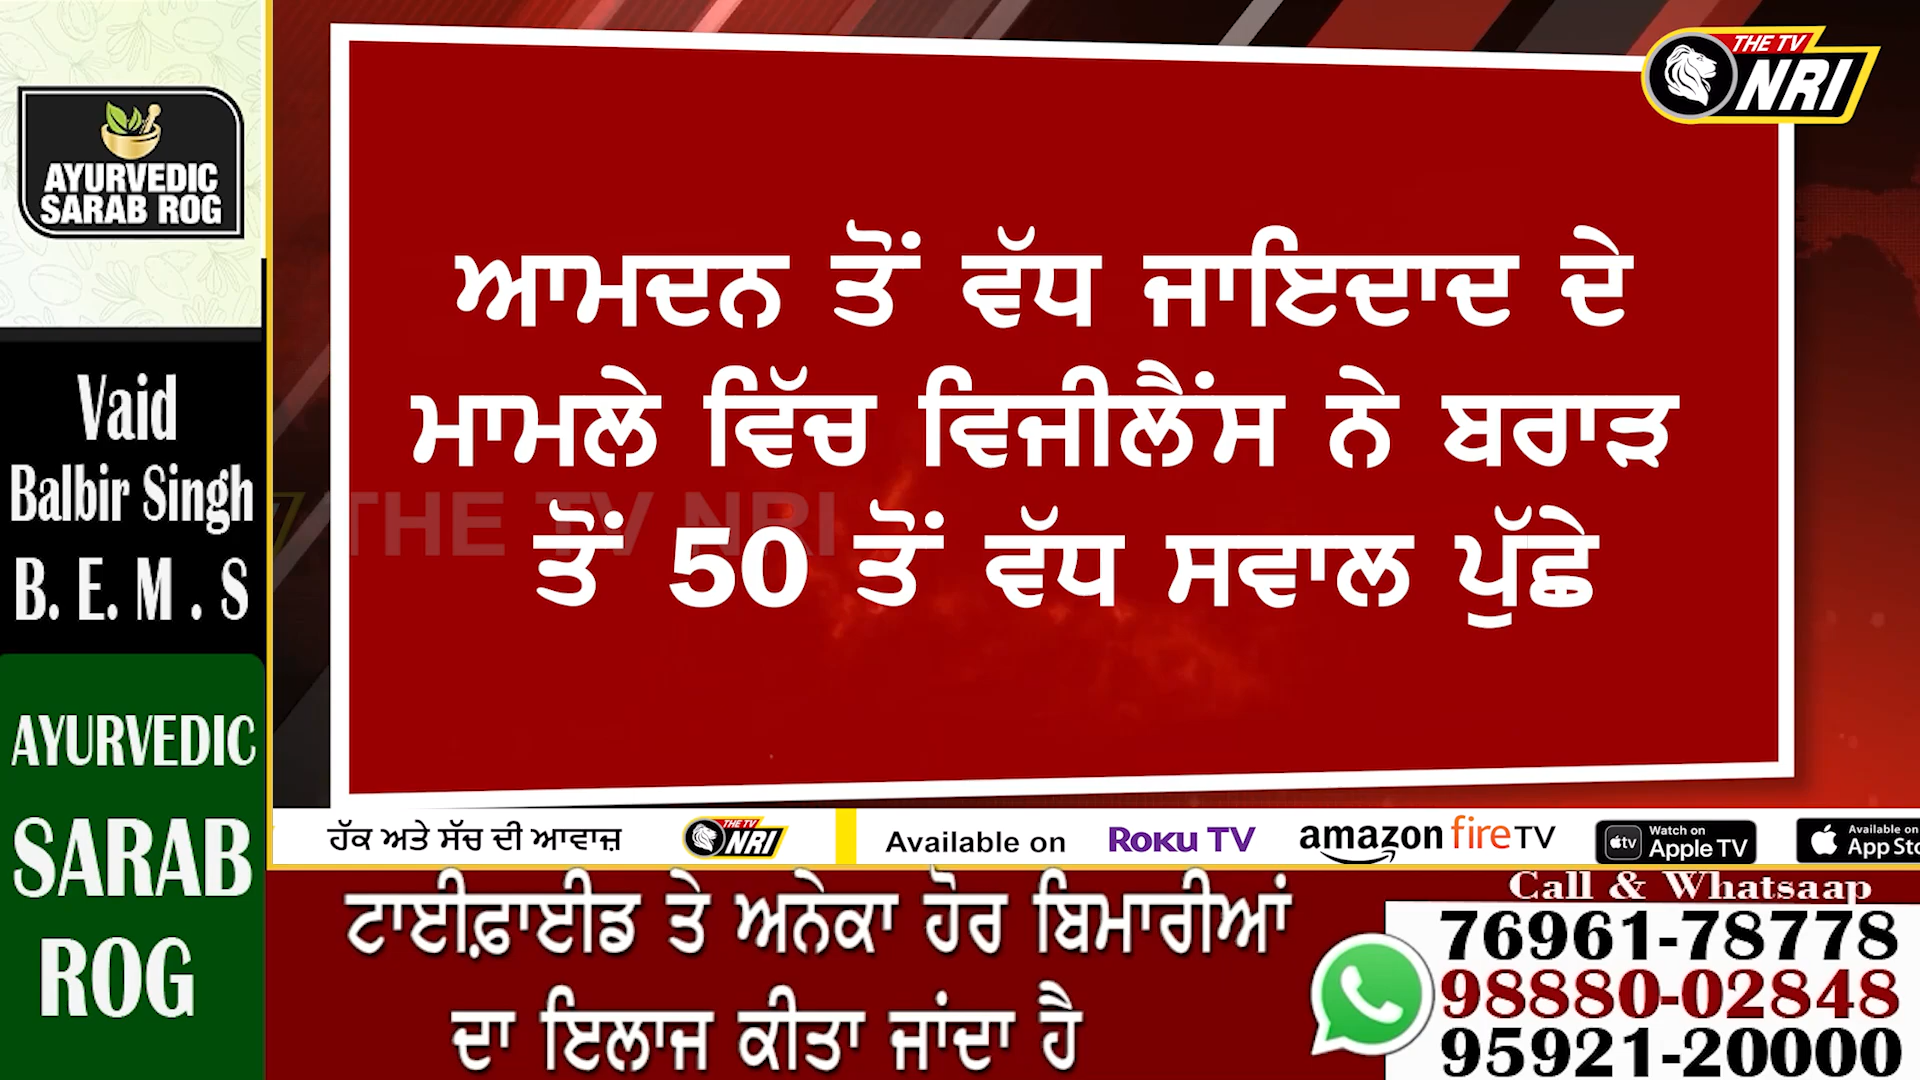 THE TV
NRI
AYURVEDIC
SARAB ROG
Vaid
Balbir Singh
B. E. M . S
AYURVEDIC
SARAB
ROG
ਆਮਦਨ ਤੋਂ ਵੱਧ ਜਾਇਦਾਦ ਦੇ
ਮਾਮਲੇ ਵਿੱਚ ਵਿਜੀਲੈਂਸ ਨੇ ਬਰਾੜ
ਤੋਂ 50 ਤੋਂ ਵੱਧ ਸਵਾਲ ਪੁੱਛੇ
THE TV NRI
ਹੱਕ ਅਤੇ ਸੱਚ ਦੀ ਆਵਾਜ਼ THE TV NRI Available on ROKU TV amazon fireTV Watch on Apple TV Available on App Sto
ਟਾਈਫ਼ਾਈਡ ਤੇ ਅਨੇਕਾ ਹੋਰ ਬਿਮਾਰੀਆਂ
ਦਾ ਇਲਾਜ ਕੀਤਾ ਜਾਂਦਾ ਹੈ
Call & Whatsaap
76961-78778
98880-02848
95921-20000